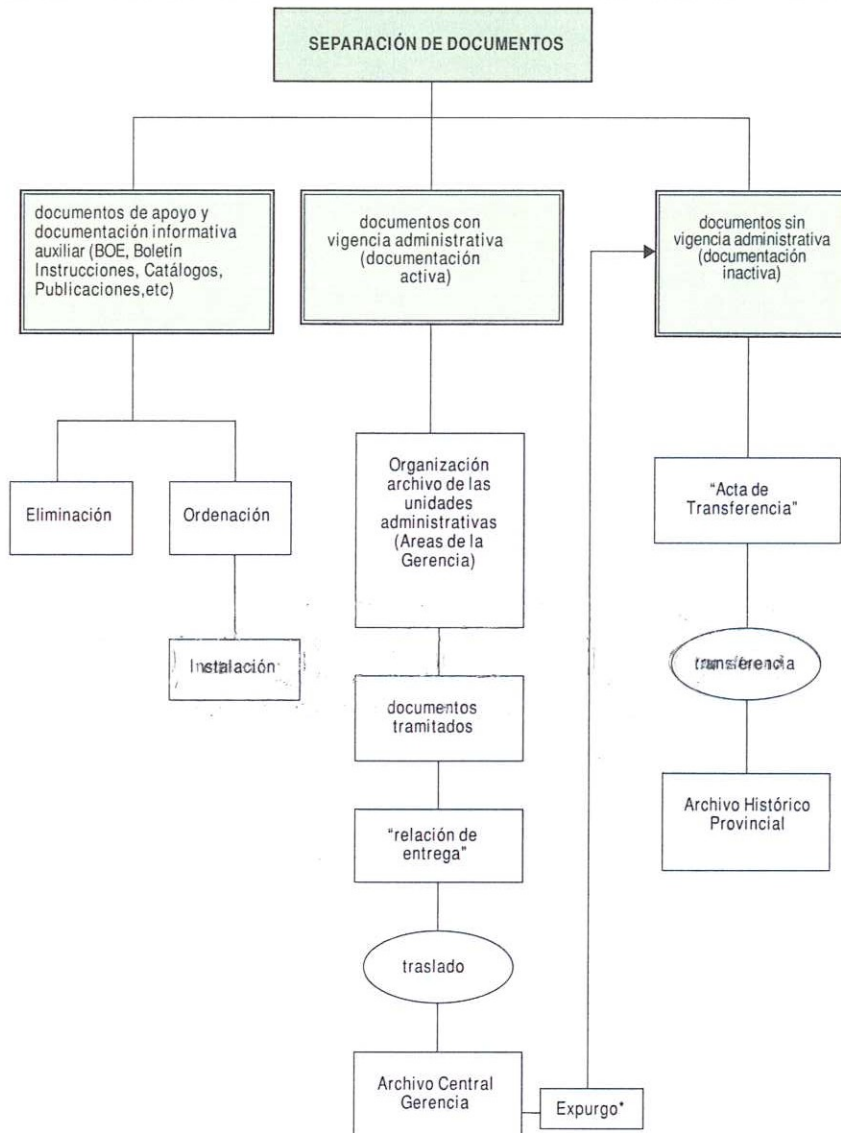 SEPARACIÓN DE DOCUMENTOS
documentos de apoyo y
documentación informativa
auxiliar (BOE, Boletín
Instrucciones, Catálogos,
Publicaciones,etc)
documentos con
vigencia administrativa
(documentación
activa)
documentos sin
vigencia administrativa
(documentación
inactiva)
Eliminación
Ordenación
Instalación
Organización
archivo de las
unidades
administrativas
(Areas de la
Gerencia)
documentos
tramitados
“relación de
entrega”
traslado
Archivo Central
Gerencia
Expurgo*
“Acta de
Transferencia”
transferencia
Archivo Histórico
Provincial